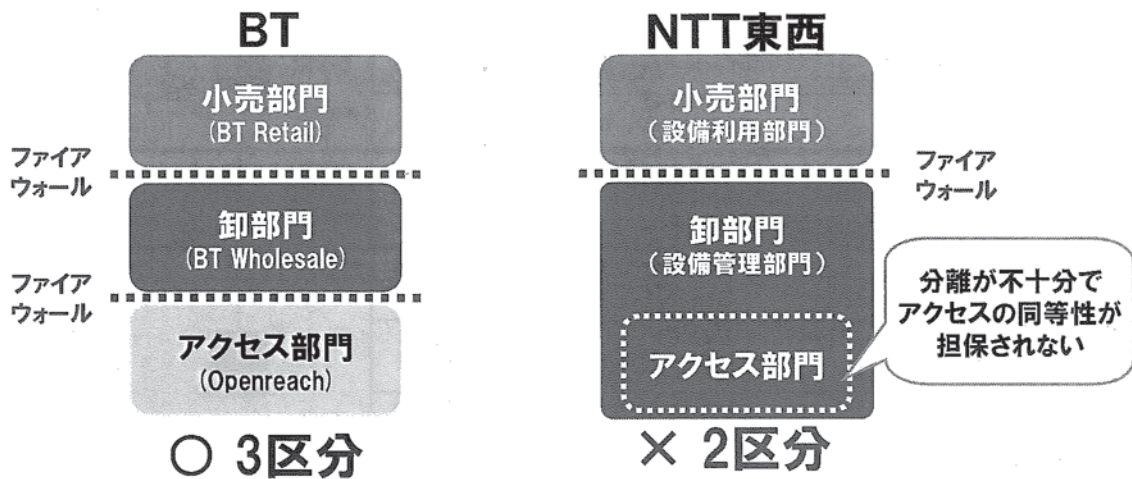 BT
小売部門
(BT Retail)
ファイア
ウォール
卸部門
(BT Wholesale)
ファイア
ウォール
アクセス部門
(Openreach)
○ 3区分
NTT東西
小売部門
(設備利用部門)
ファイア
ウォール
卸部門
(設備管理部門)
アクセス部門
分離が不十分で
アクセスの同等性が
担保されない
× 2区分